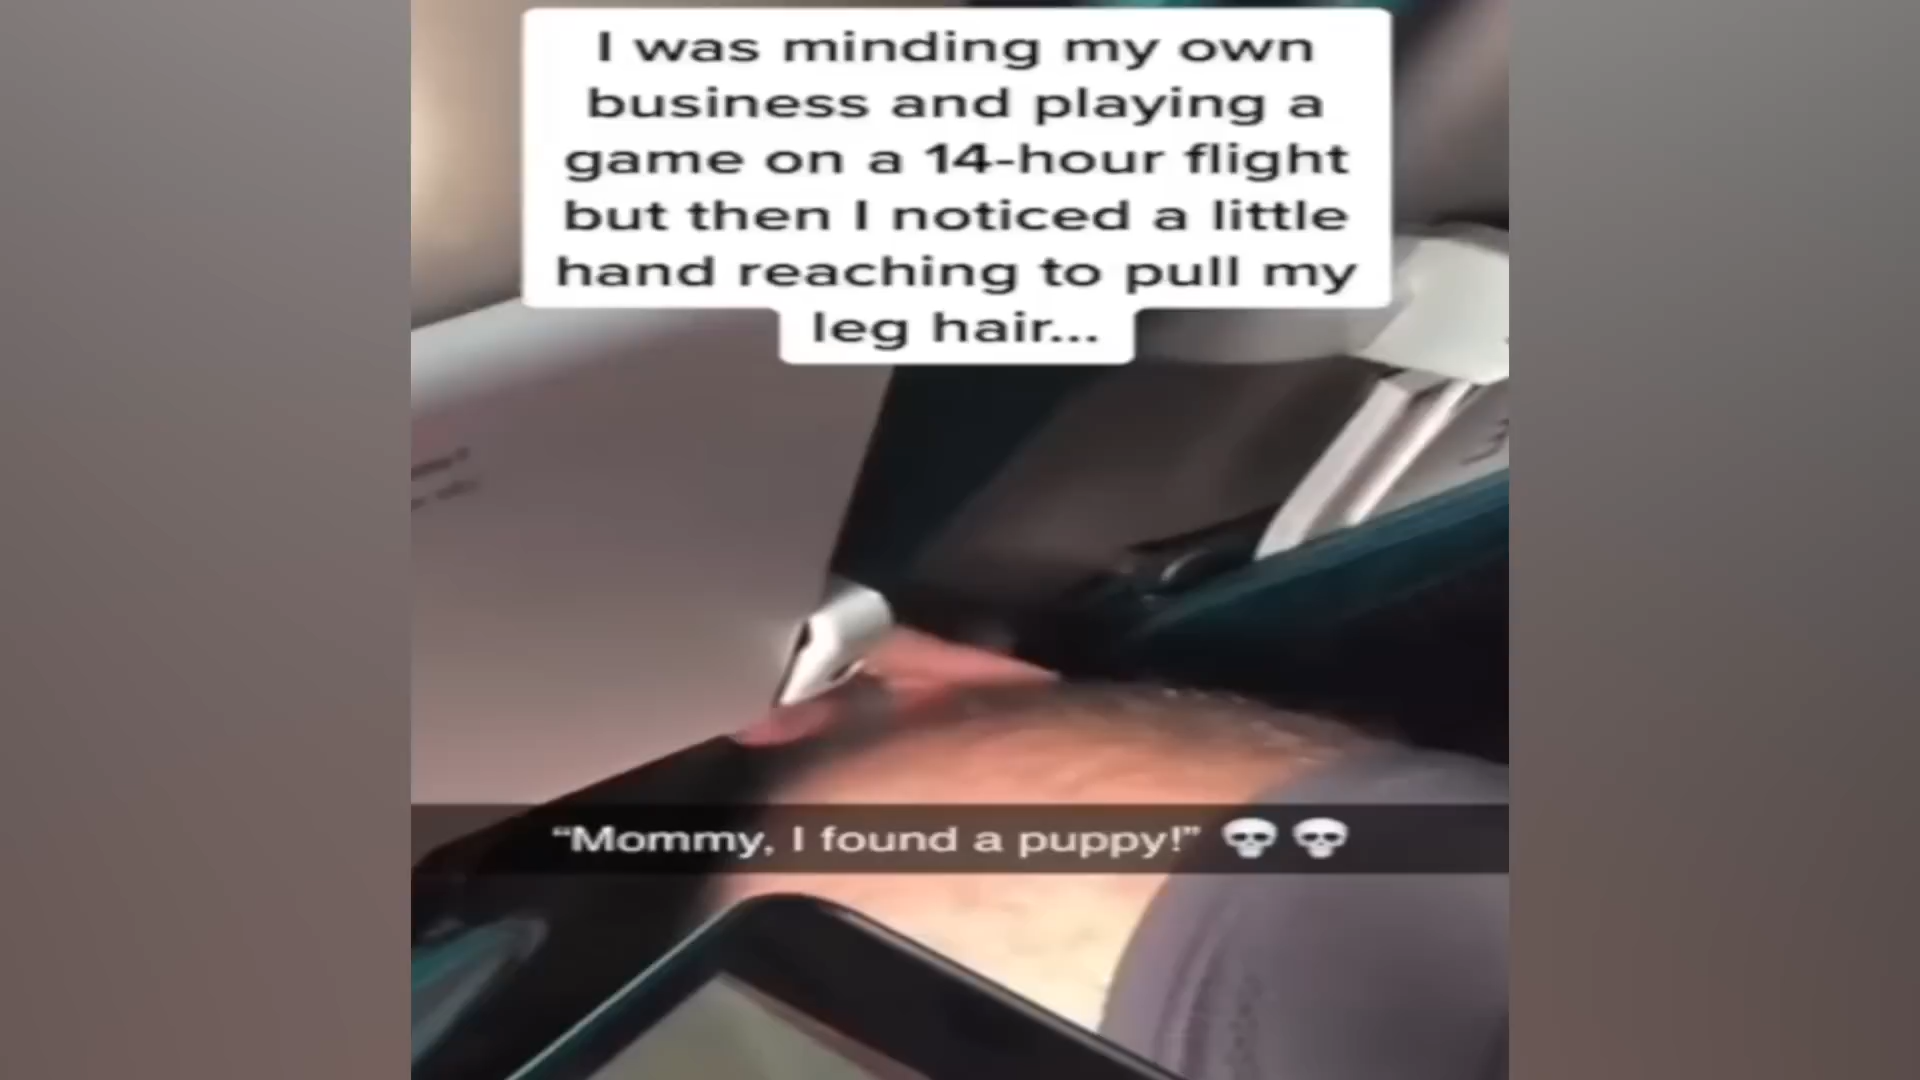 I was minding my own
business and playing a
game on a 14-hour flight
but then I noticed a little
hand reaching to pull my
leg hair...
“Mommy, I found a puppy!” 💀💀